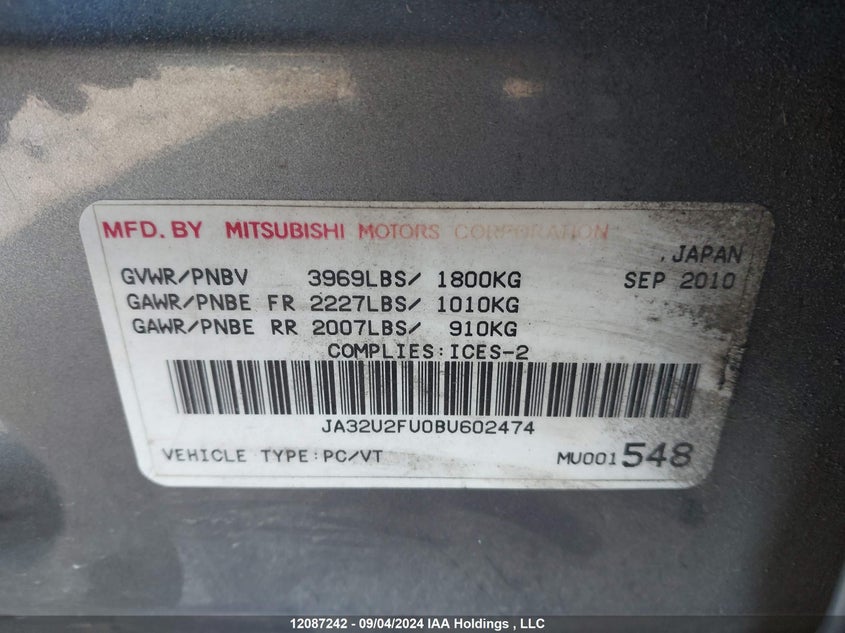 MFD. BY MITSUBISHI MOTORS CORPORATION
JAPAN
GVWR/PNBV 3969LBS/ 1800KG SEP 2010
GAWR/PNBE FR 2227LBS/ 1010KG
GAWR/PNBE RR 2007LBS/ 910KG
COMPLIES:ICES-2
JA32U2FU0BU602474
VEHICLE TYPE:PC/VT MU001548
12087242 - 09/04/2024 IAA Holdings , LLC